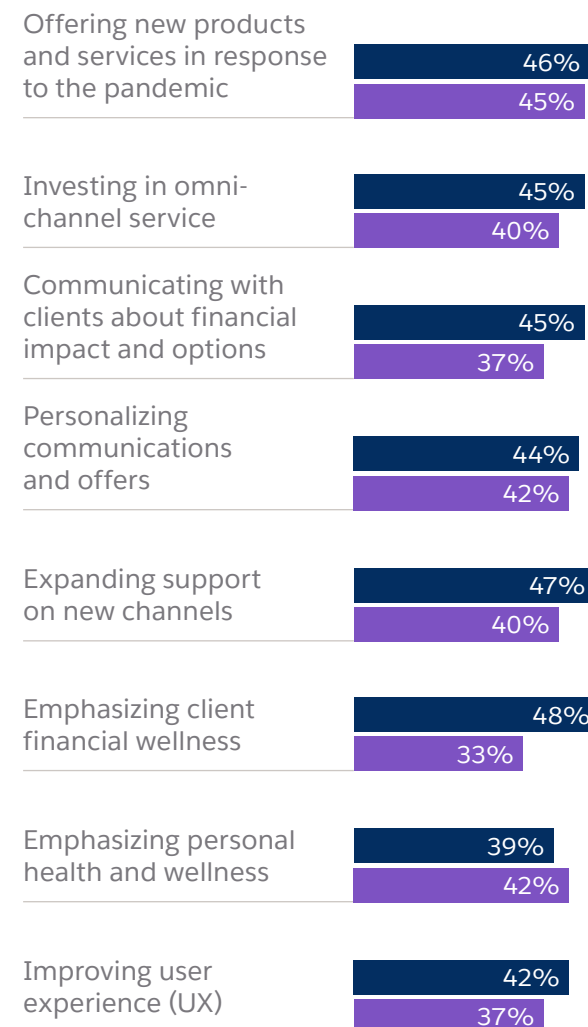 Offering new products
and services in response
to the pandemic
46%
45%
Investing in omni-
channel service
45%
40%
Communicating with
clients about financial
impact and options
45%
37%
Personalizing
communications
and offers
44%
42%
Expanding support
on new channels
47%
40%
Emphasizing client
financial wellness
48%
33%
Emphasizing personal
health and wellness
39%
42%
Improving user
experience (UX)
42%
37%